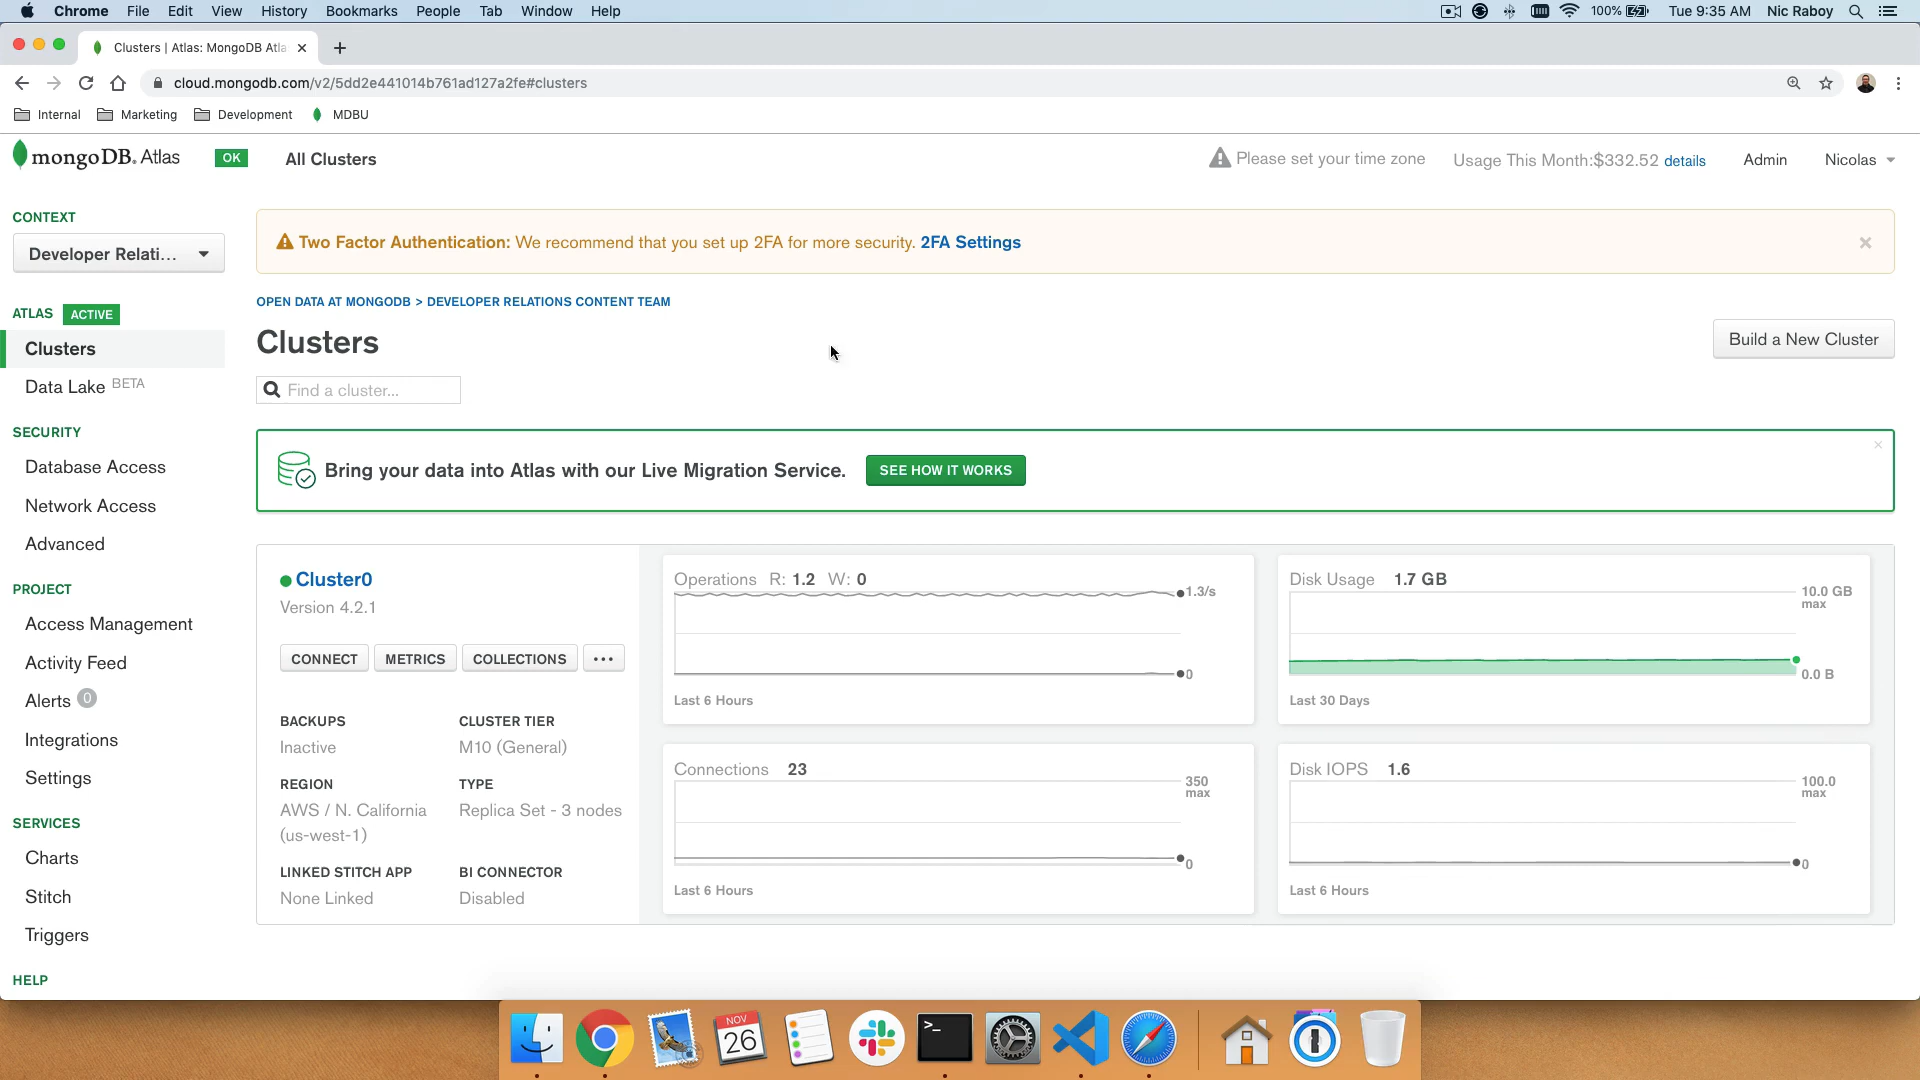 Chrome File Edit View History Bookmarks People Tab Window Help 100% Tue 9:35 AM Nic Raboy
Clusters | Atlas: MongoDB Atla
cloud.mongodb.com/v2/5dd2e441014b761ad127a2fe#clusters
Internal Marketing Development MDBU
mongoDB. Atlas OK All Clusters Please set your time zone Usage This Month:$332.52 details Admin Nicolas
CONTEXT
Developer Relati...
ATLAS ACTIVE
Clusters
Data Lake BETA
SECURITY
Database Access
Network Access
Advanced
PROJECT
Access Management
Activity Feed
Alerts 0
Integrations
Settings
SERVICES
Charts
Stitch
Triggers
HELP
Two Factor Authentication: We recommend that you set up 2FA for more security. 2FA Settings
OPEN DATA AT MONGODB > DEVELOPER RELATIONS CONTENT TEAM
Clusters
Build a New Cluster
Find a cluster...
Bring your data into Atlas with our Live Migration Service. SEE HOW IT WORKS
Cluster0
Version 4.2.1
CONNECT METRICS COLLECTIONS ...
BACKUPS CLUSTER TIER
Inactive M10 (General)
REGION TYPE
AWS / N. California Replica Set - 3 nodes
(us-west-1)
LINKED STITCH APP BI CONNECTOR
None Linked Disabled
Operations R: 1.2 W: 0
1.3/s
0
Last 6 Hours
Disk Usage 1.7 GB
10.0 GB
max
0.0 B
Last 30 Days
Connections 23
350
max
0
Last 6 Hours
Disk IOPS 1.6
100.0
max
0
Last 6 Hours
NOV
26
>_